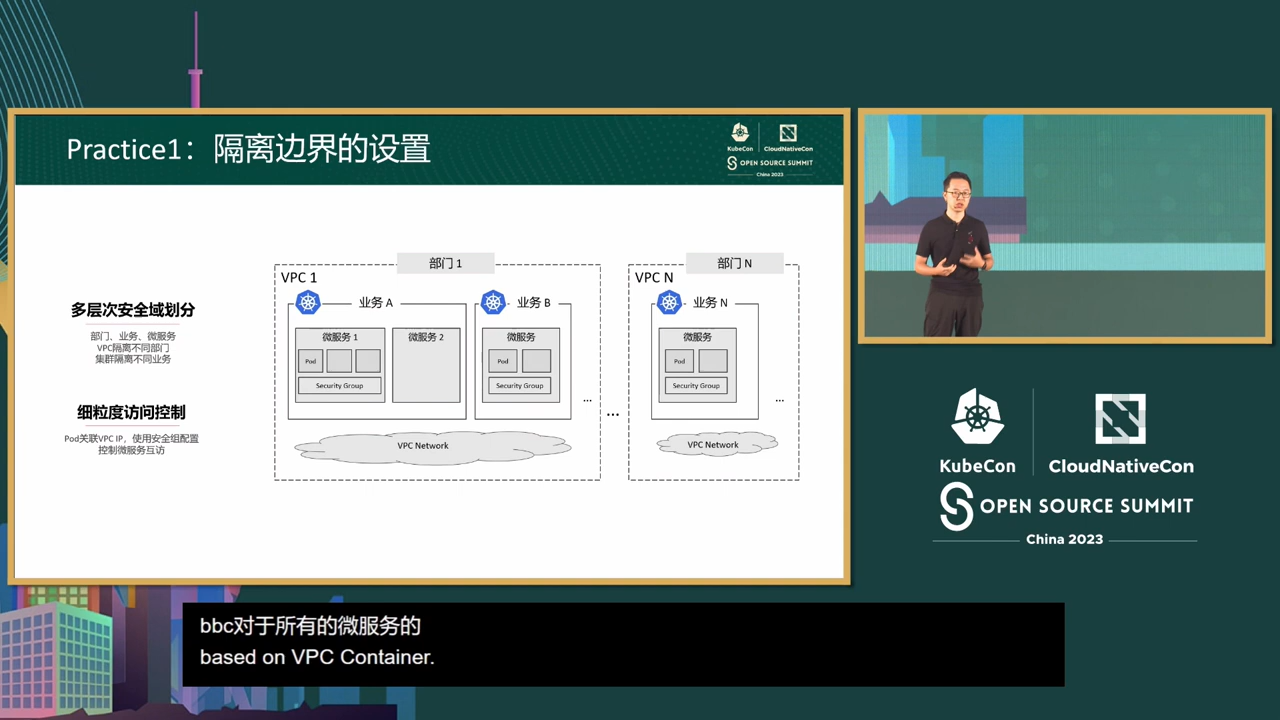 Practice1：隔离边界的设置
KubeCon
CloudNativeCon
OPEN SOURCE SUMMIT
China 2023
多层次安全域划分
部门、业务、微服务
VPC隔离不同部门
集群隔离不同业务
细粒度访问控制
Pod关联VPC IP，使用安全组配置
控制微服务互访
部门 1
VPC 1
业务 A
微服务 1
Pod
Security Group
微服务 2
业务 B
微服务
Pod
Security Group
...
VPC Network
...
部门 N
VPC N
业务 N
微服务
Pod
Security Group
...
VPC Network
KubeCon
CloudNativeCon
OPEN SOURCE SUMMIT
China 2023
bbc对于所有的微服务的
based on VPC Container.